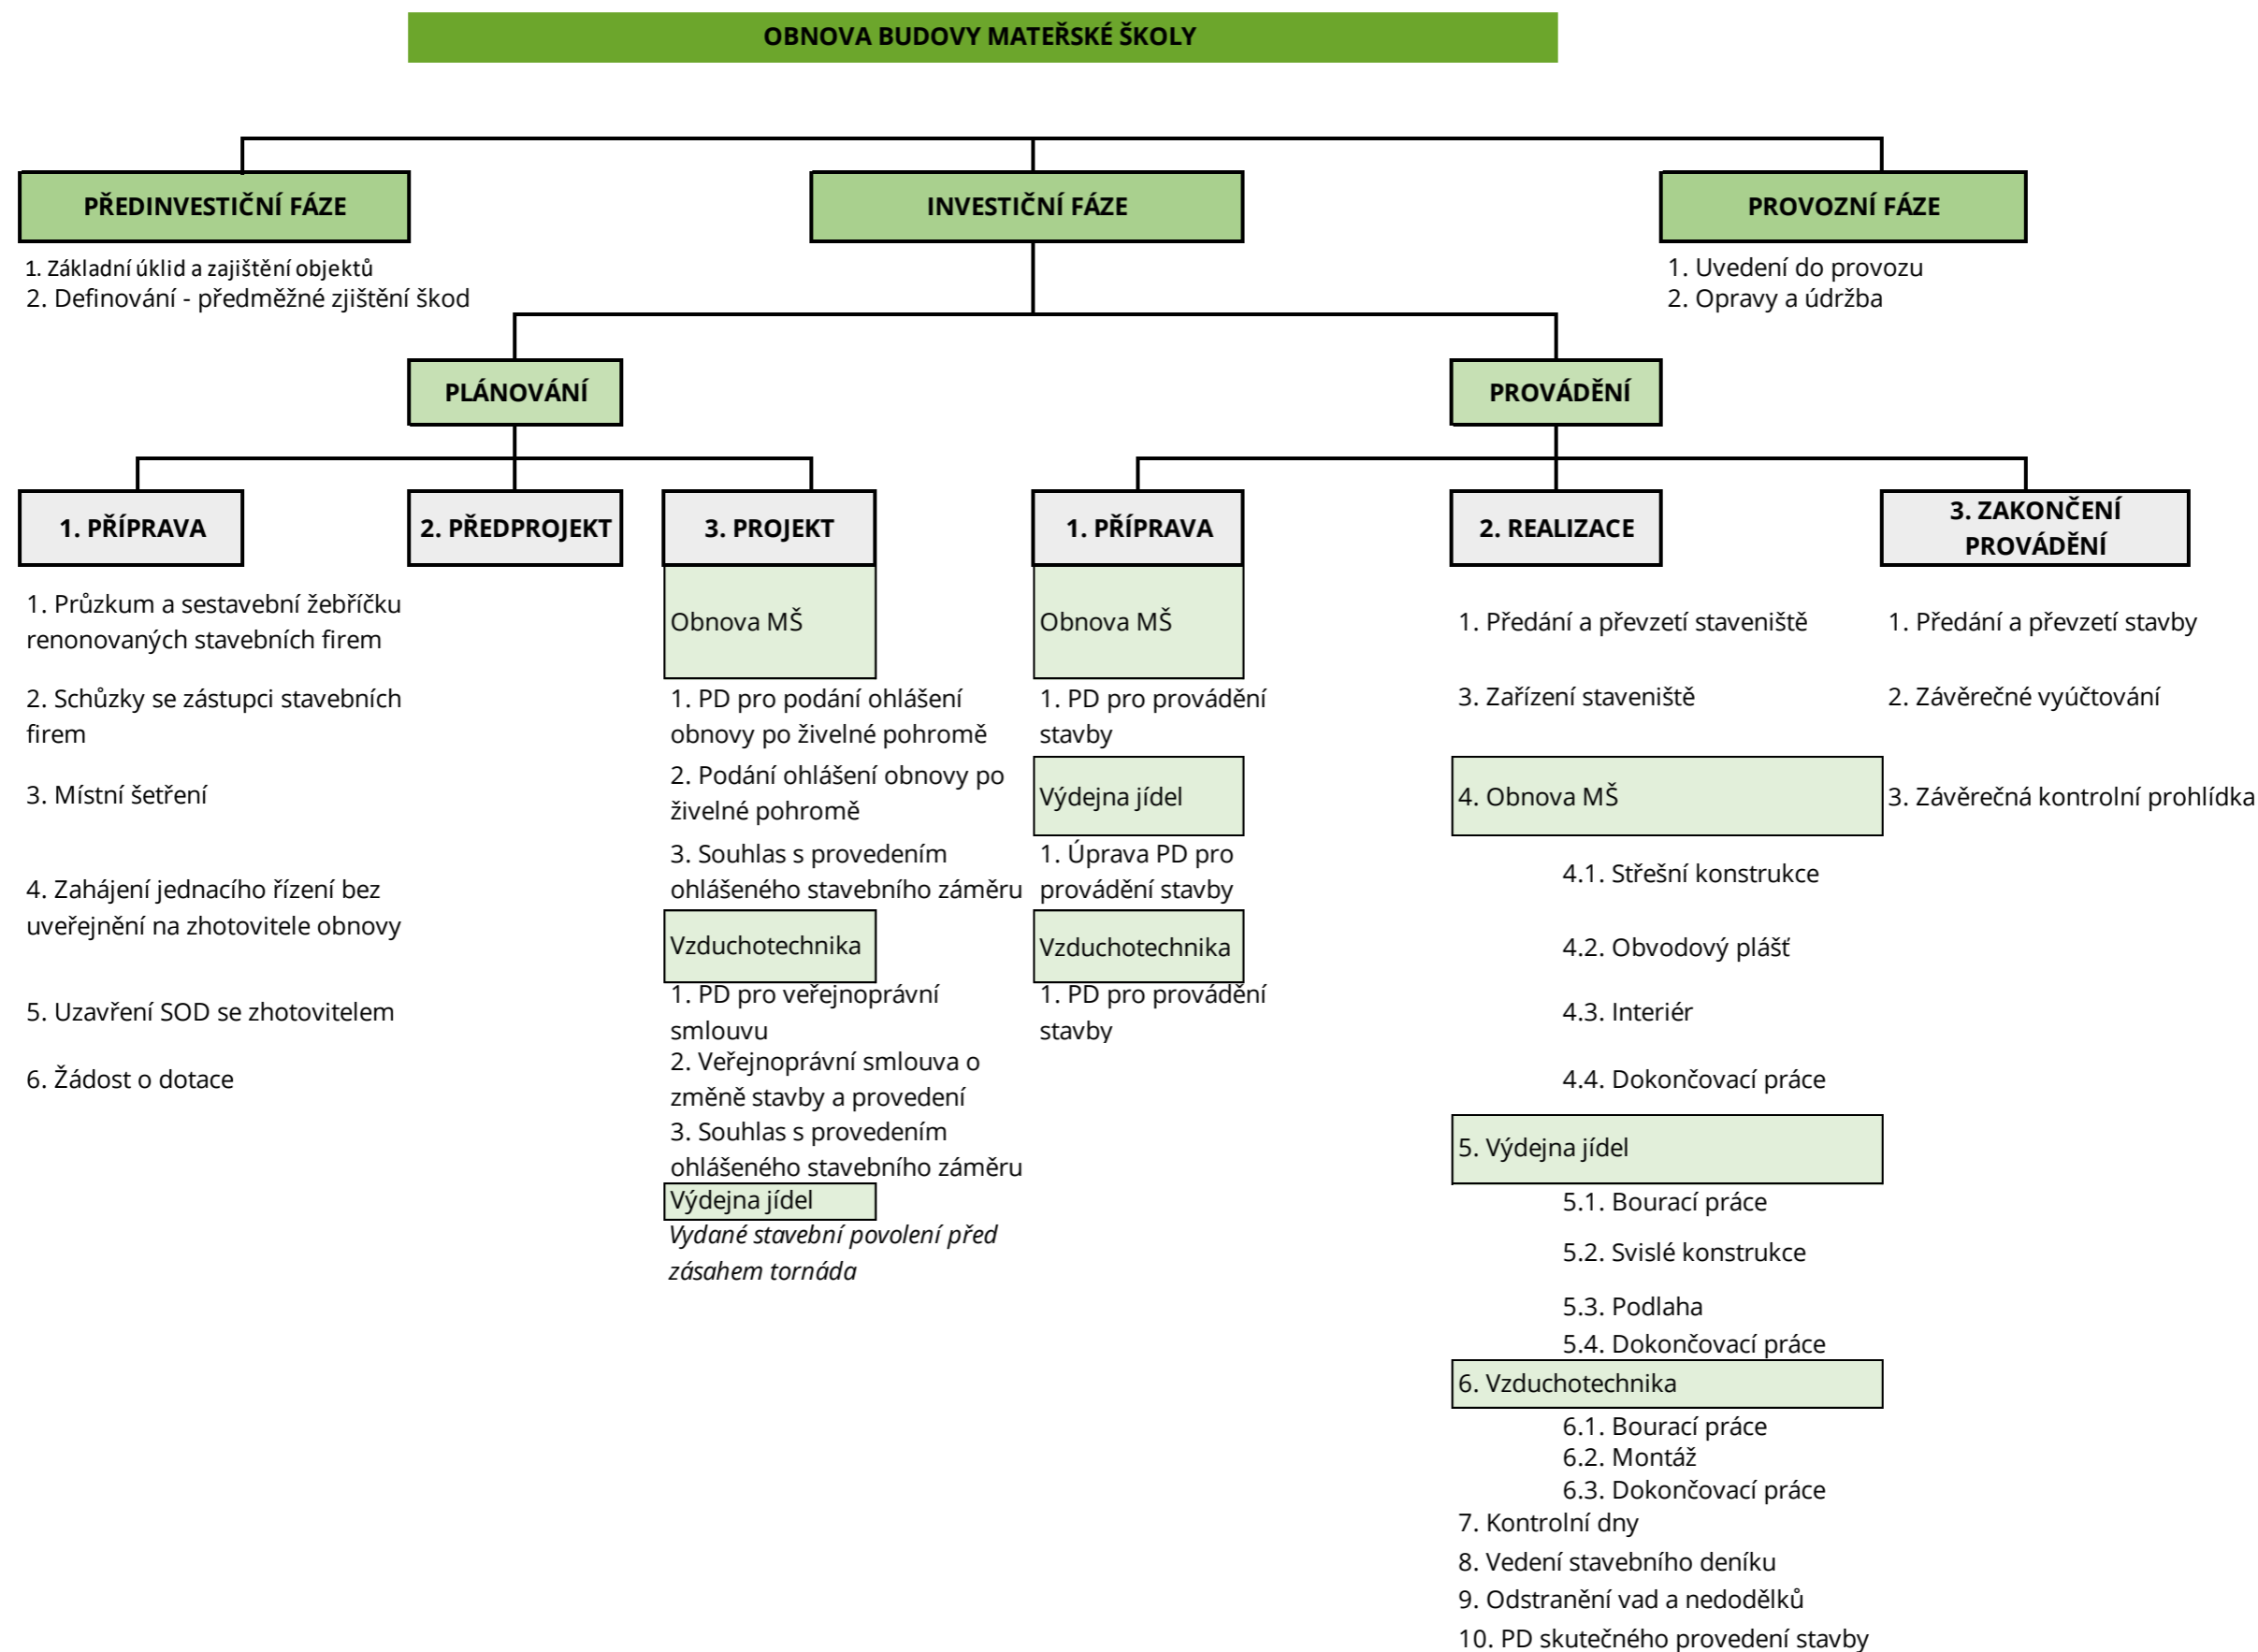 OBNOVA BUDOVY MATEŘSKÉ ŠKOLY
PŘEDINVESTIČNÍ FÁZE
1. Základní úklid a zajištění objektů
2. Definování - předměžné zjištění škod
INVESTIČNÍ FÁZE
PROVOZNÍ FÁZE
1. Uvedení do provozu
2. Opravy a údržba
PLÁNOVÁNÍ
PROVÁDĚNÍ
1. PŘÍPRAVA
1. Průzkum a sestavební žebříčku
renonovaných stavebních firem
2. Schůzky se zástupci stavebních
firem
3. Místní šetření
4. Zahájení jednacího řízení bez
uveřejnění na zhotovitele obnovy
5. Uzavření SOD se zhotovitelem
6. Žádost o dotace
2. PŘEDPROJEKT
3. PROJEKT
Obnova MŠ
1. PD pro podání ohlášení
obnovy po živelné pohromě
2. Podání ohlášení obnovy po
živelné pohromě
3. Souhlas s provedením
ohlášeného stavebního záměru
Vzduchotechnika
1. PD pro veřejnoprávní
smlouvu
2. Veřejnoprávní smlouva o
změně stavby a provedení
3. Souhlas s provedením
ohlášeného stavebního záměru
Výdejna jídel
Vydané stavební povolení před
zásahem tornáda
1. PŘÍPRAVA
Obnova MŠ
1. PD pro provádění
stavby
Výdejna jídel
1. Úprava PD pro
provádění stavby
Vzduchotechnika
1. PD pro provádění
stavby
2. REALIZACE
1. Předání a převzetí staveniště
3. Zařízení staveniště
4. Obnova MŠ
4.1. Střešní konstrukce
4.2. Obvodový plášť
4.3. Interiér
4.4. Dokončovací práce
5. Výdejna jídel
5.1. Bourací práce
5.2. Svislé konstrukce
5.3. Podlaha
5.4. Dokončovací práce
6. Vzduchotechnika
6.1. Bourací práce
6.2. Montáž
6.3. Dokončovací práce
7. Kontrolní dny
8. Vedení stavebního deníku
9. Odstranění vad a nedodělků
10. PD skutečného provedení stavby
3. ZAKONČENÍ
PROVÁDĚNÍ
1. Předání a převzetí stavby
2. Závěrečné vyúčtování
3. Závěrečná kontrolní prohlídka